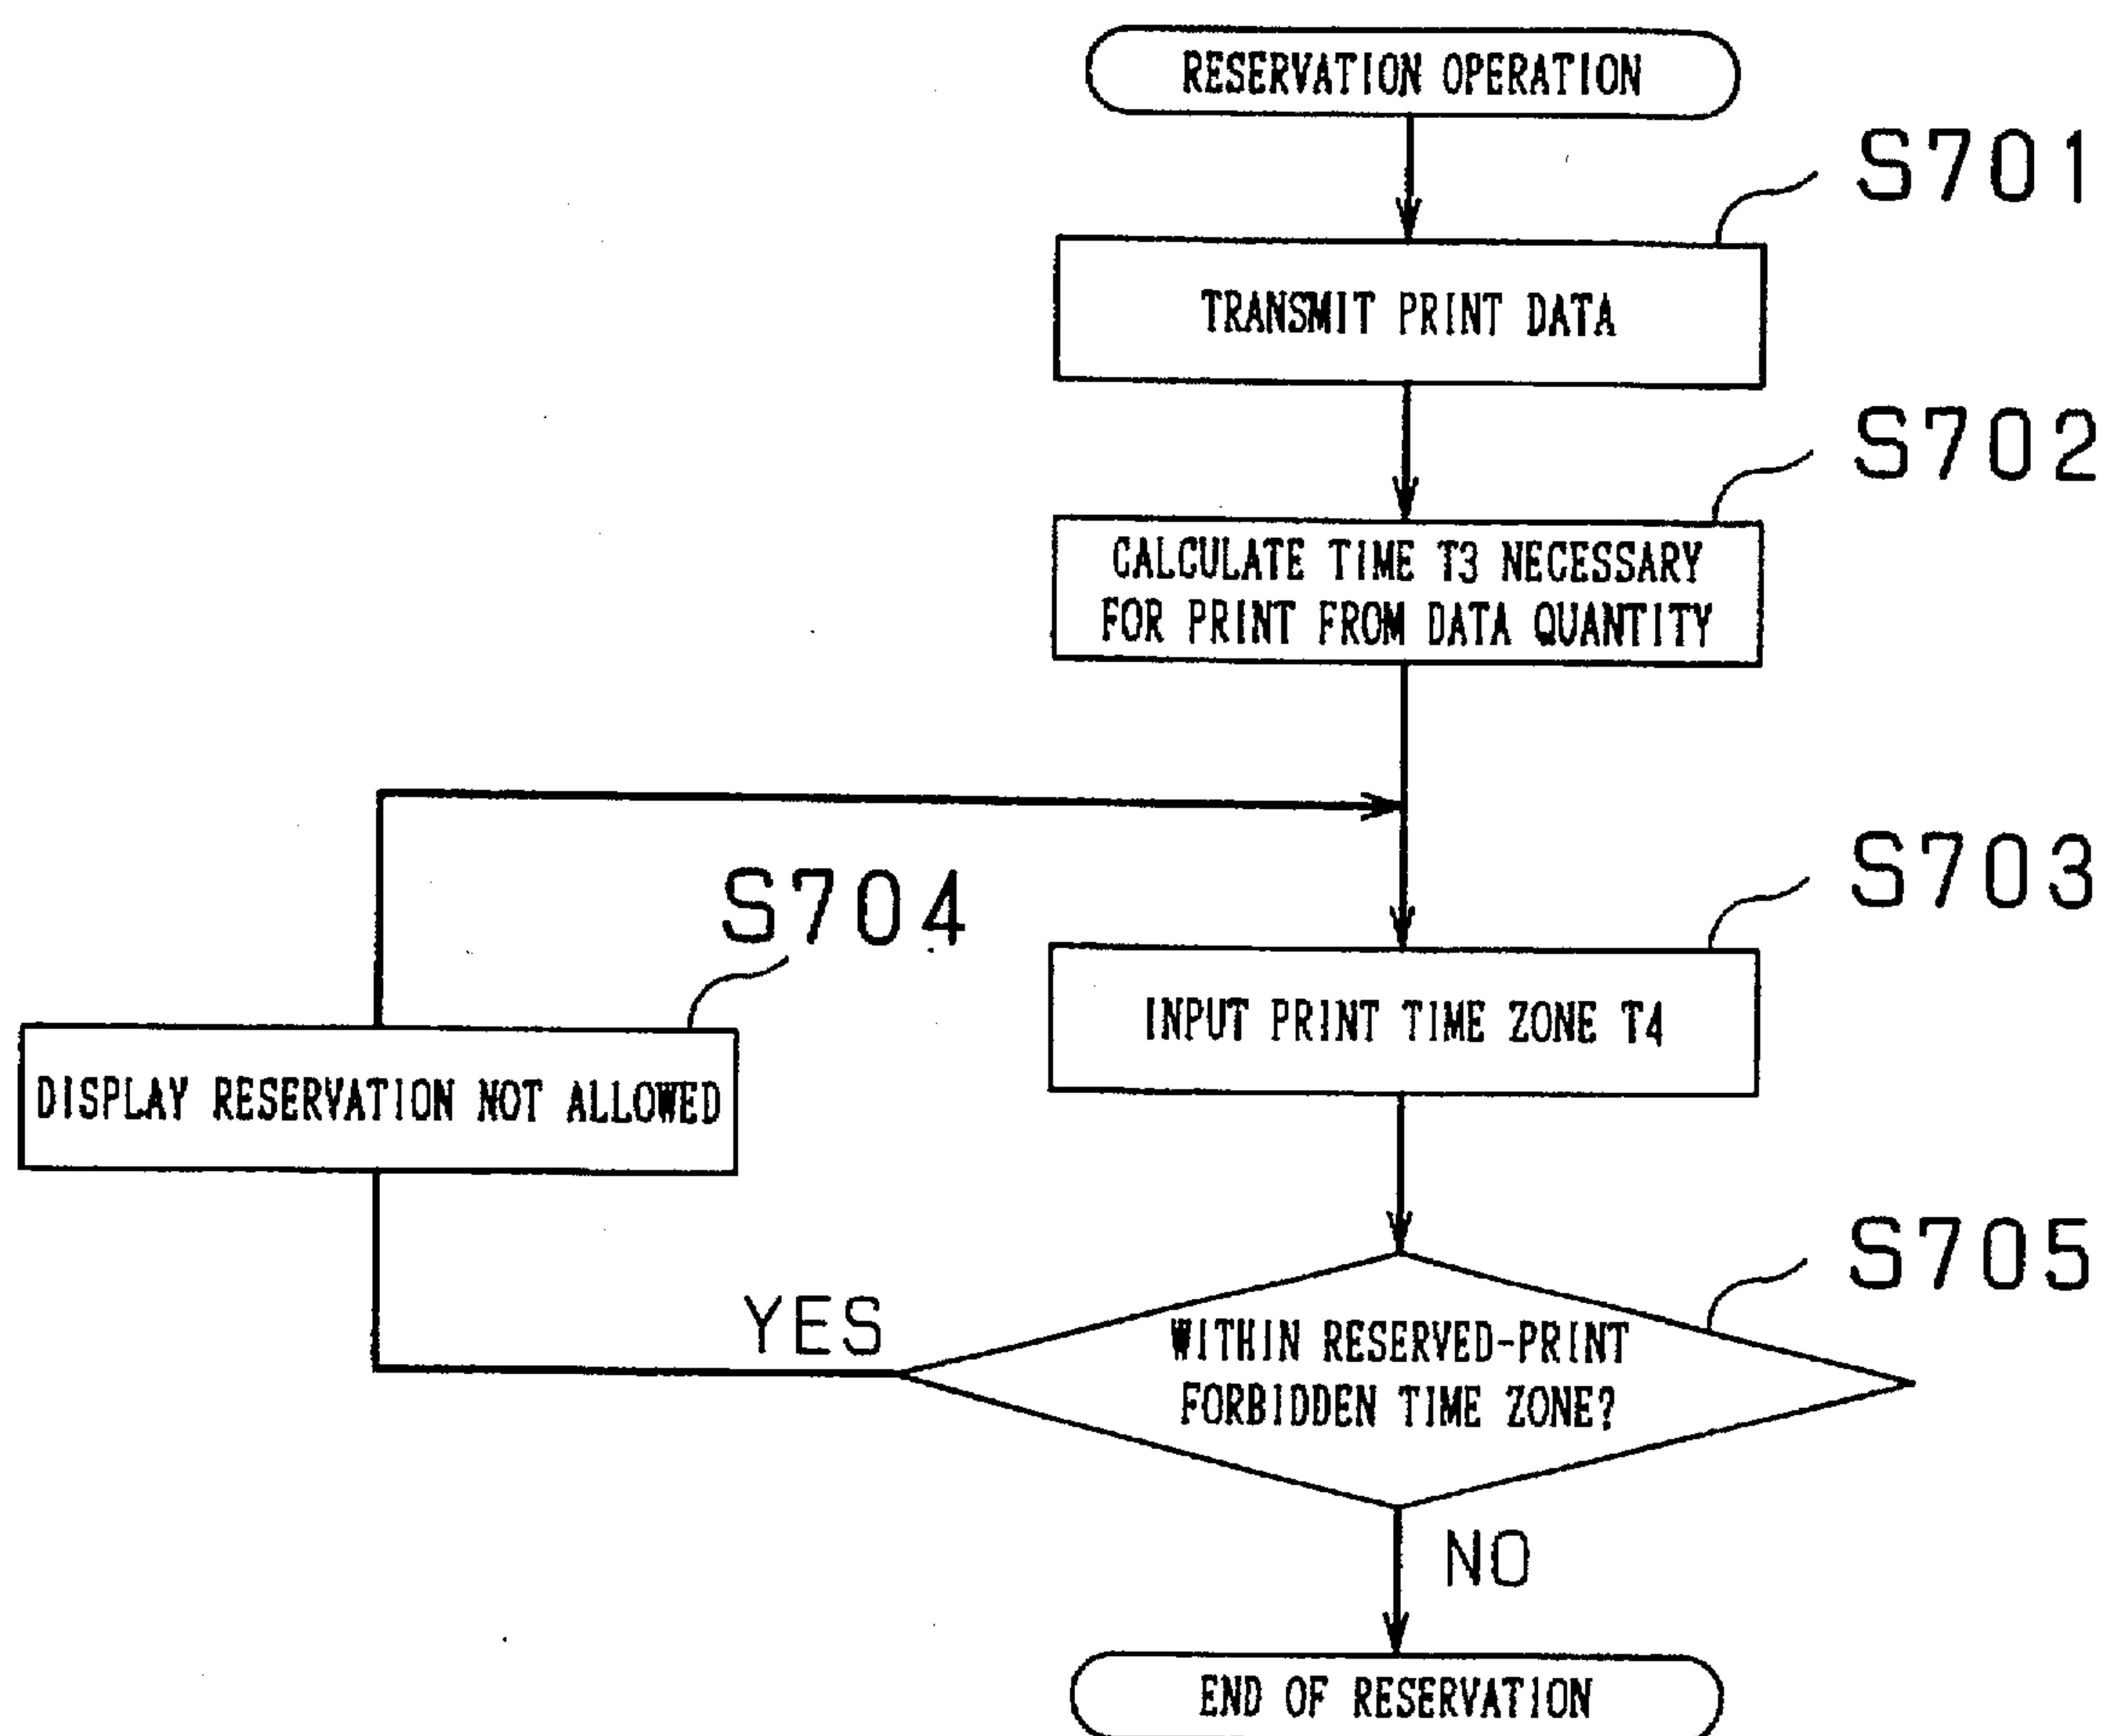 RESERVATION OPERATION
S701
TRANSMIT PRINT DATA
S702
CALCULATE TIME T3 NECESSARY
FOR PRINT FROM DATA QUANTITY
S703
S704
INPUT PRINT TIME ZONE T4
DISPLAY RESERVATION NOT ALLOWED
S705
YES
WITHIN RESERVED-PRINT
FORBIDDEN TIME ZONE?
NO
END OF RESERVATION